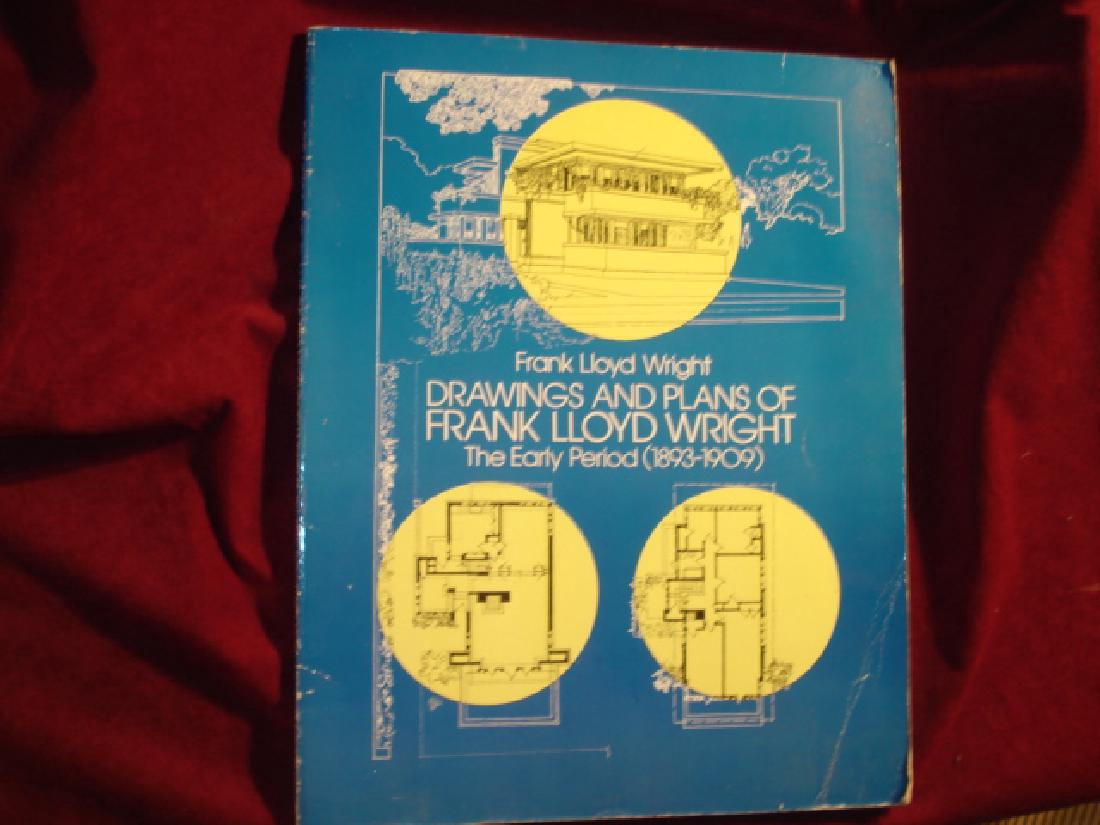 Frank Lloyd Wright
DRAWINGS AND PLANS OF
FRANK LLOYD WRIGHT
The Early Period (1893-1909)